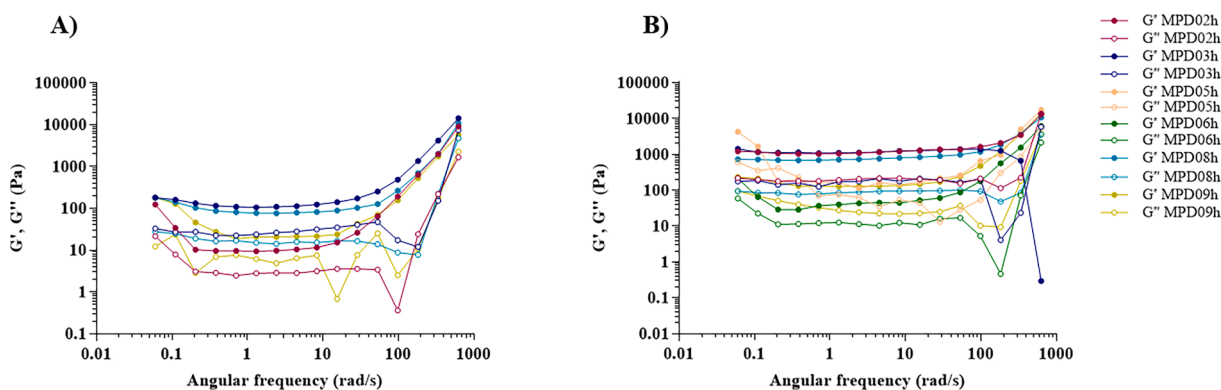 A)
B)
100000
10000
1000
100
10
1
0.1
0.01
0.1
1
10
100
1000
G', G'' (Pa)
Angular frequency (rad/s)
100000
10000
1000
100
10
1
0.1
0.01
0.01
0.1
1
10
100
1000
G', G'' (Pa)
Angular frequency (rad/s)
G' MPD02h
G'' MPD02h
G' MPD03h
G'' MPD03h
G' MPD05h
G'' MPD05h
G' MPD06h
G'' MPD06h
G' MPD08h
G'' MPD08h
G' MPD09h
G'' MPD09h